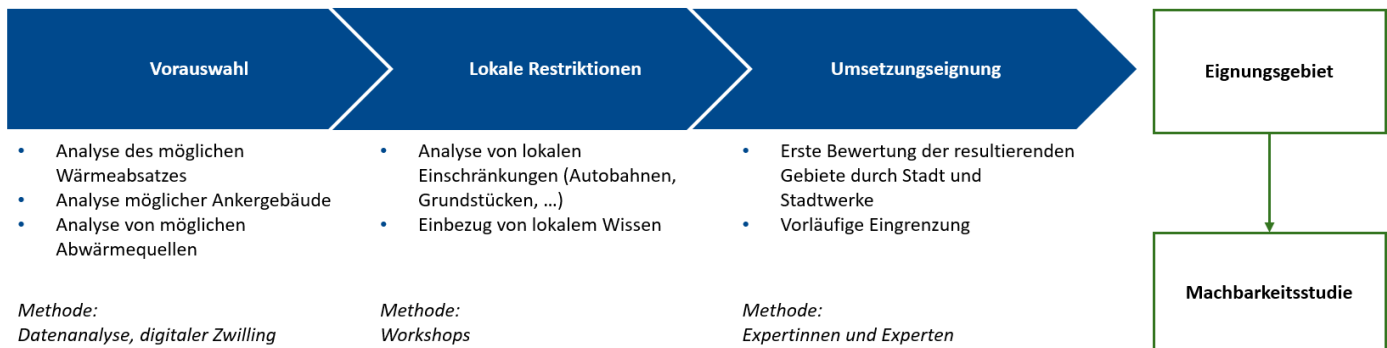 Vorauswahl
Lokale Restriktionen
Umsetzungseignung
Eignungsgebiet
• Analyse des möglichen
Wärmeabsatzes
• Analyse möglicher Ankergebäude
• Analyse von möglichen
Abwärmequellen
Methode:
Datenanalyse, digitaler Zwilling
• Analyse von lokalen
Einschränkungen (Autobahnen,
Grundstücken, …)
• Einbezug von lokalem Wissen
Methode:
Workshops
• Erste Bewertung der resultierenden
Gebiete durch Stadt und
Stadtwerke
• Vorläufige Eingrenzung
Methode:
Expertinnen und Experten
Machbarkeitsstudie